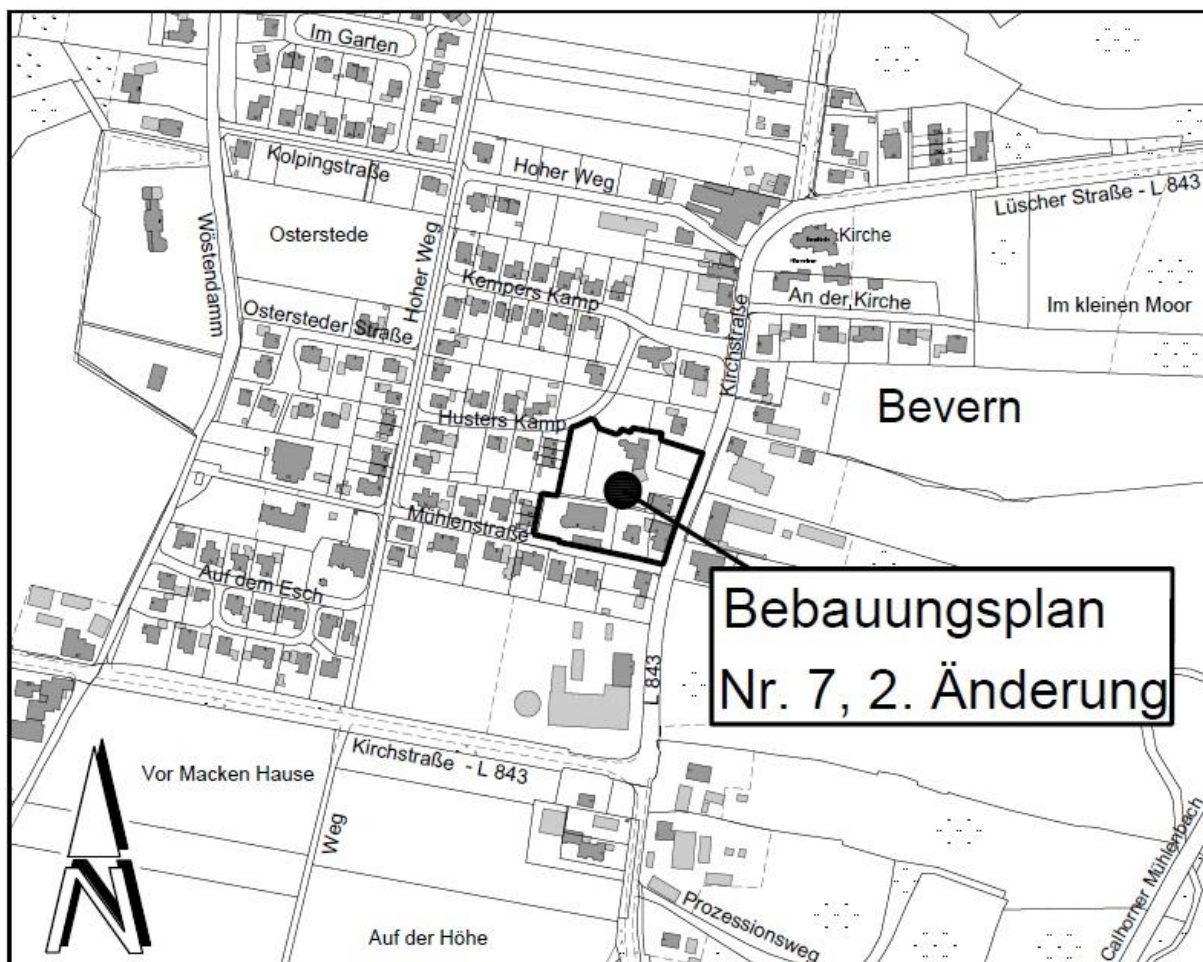 Im Garten
Kolpingstraße
Hoher Weg
Lüscher Straße - L 843
Wöstendamm
Osterstede
Hoher Weg
Kirche
Kempers Kamp
An der Kirche
Im kleinen Moor
Ostersteder Straße
Kirchstraße
Bevern
Husters Kamp
Mühlenstraße
Auf dem Esch
Bebauungsplan
Nr. 7, 2. Änderung
L 843
Kirchstraße - L 843
Vor Macken Hause
Weg
Calhorner Mühlenbach
Prozessionsweg
Auf der Höhe
N